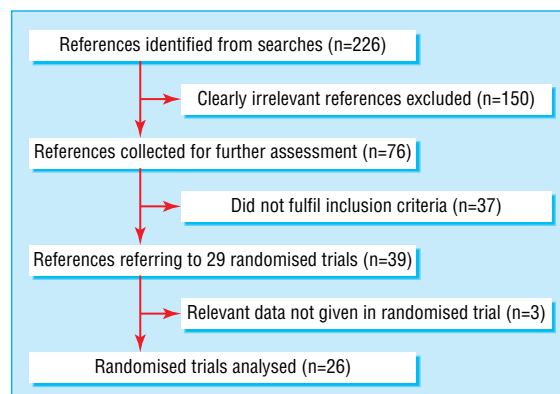 References identified from searches (n=226)
Clearly irrelevant references excluded (n=150)
References collected for further assessment (n=76)
Did not fulfil inclusion criteria (n=37)
References referring to 29 randomised trials (n=39)
Relevant data not given in randomised trial (n=3)
Randomised trials analysed (n=26)